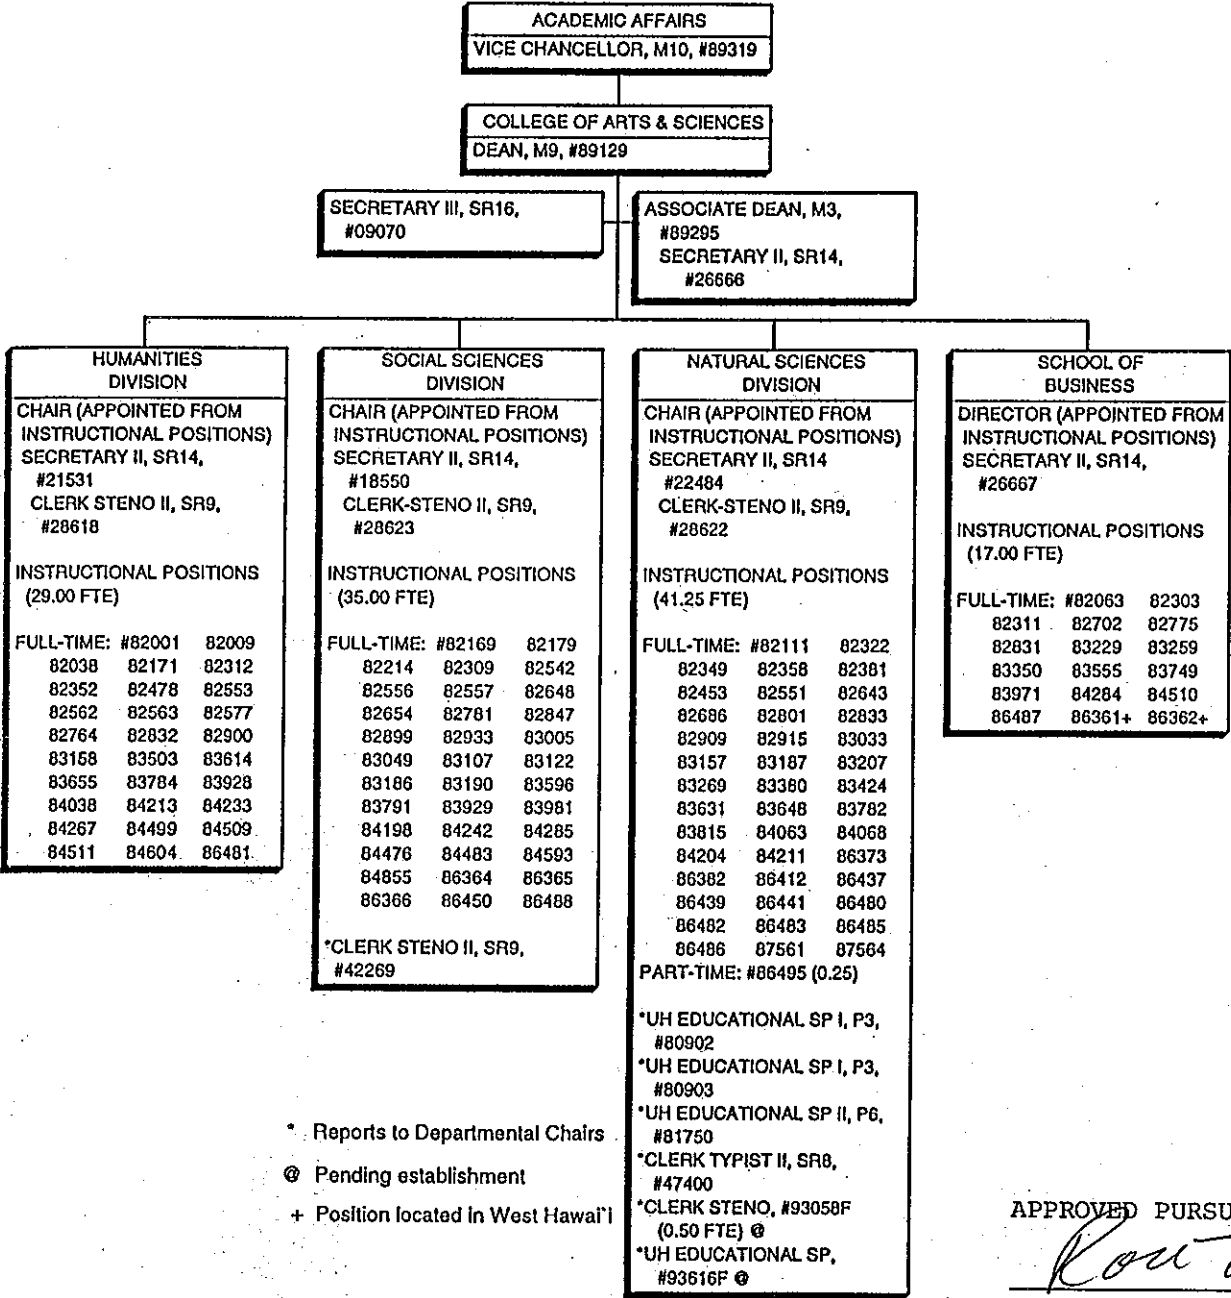 ACADEMIC AFFAIRS
VICE CHANCELLOR, M10, #89319
COLLEGE OF ARTS & SCIENCES
DEAN, M9, #89129
SECRETARY III, SR16,
#09070
ASSOCIATE DEAN, M3,
#89295
SECRETARY II, SR14,
#26666
HUMANITIES
DIVISION
CHAIR (APPOINTED FROM
INSTRUCTIONAL POSITIONS)
SECRETARY II, SR14,
#21531
CLERK STENO II, SR9,
#28618
INSTRUCTIONAL POSITIONS
(29.00 FTE)
FULL-TIME: #82001 82009
82038 82171 82312
82352 82478 82553
82562 82563 82577
82764 82832 82900
83158 83503 83614
83655 83784 83928
84038 84213 84233
84267 84499 84509
84511 84604 86481
SOCIAL SCIENCES
DIVISION
CHAIR (APPOINTED FROM
INSTRUCTIONAL POSITIONS)
SECRETARY II, SR14,
#18550
CLERK-STENO II, SR9,
#28623
INSTRUCTIONAL POSITIONS
(35.00 FTE)
FULL-TIME: #82169 82179
82214 82309 82542
82556 82557 82648
82654 82781 82847
82899 82933 83005
83049 83107 83122
83186 83190 83596
83791 83929 83981
84198 84242 84285
84476 84483 84593
84855 86364 86365
86366 86450 86488
*CLERK STENO II, SR9,
#42269
NATURAL SCIENCES
DIVISION
CHAIR (APPOINTED FROM
INSTRUCTIONAL POSITIONS)
SECRETARY II, SR14
#22484
CLERK-STENO II, SR9,
#28622
INSTRUCTIONAL POSITIONS
(41.25 FTE)
FULL-TIME: #82111 82322
82349 82358 82381
82453 82551 82643
82686 82801 82833
82909 82915 83033
83157 83187 83207
83269 83380 83424
83631 83648 83782
83815 84063 84068
84204 84211 86373
86382 86412 86437
86439 86441 86480
86482 86483 86485
86486 87561 87564
PART-TIME: #86495 (0.25)
*UH EDUCATIONAL SP I, P3,
#80902
*UH EDUCATIONAL SP I, P3,
#80903
*UH EDUCATIONAL SP II, P6,
#81750
*CLERK TYPIST II, SR8,
#47400
*CLERK STENO, #93058F
(0.50 FTE) @
*UH EDUCATIONAL SP,
#93616F @
SCHOOL OF
BUSINESS
DIRECTOR (APPOINTED FROM
INSTRUCTIONAL POSITIONS)
SECRETARY II, SR14,
#26667
INSTRUCTIONAL POSITIONS
(17.00 FTE)
FULL-TIME: #82063 82303
82311 82702 82775
82831 83229 83259
83350 83555 83749
83971 84284 84510
86487 86361+ 86362+
* Reports to Departmental Chairs
@ Pending establishment
+ Position located in West Hawai'i
APPROVED PURSU